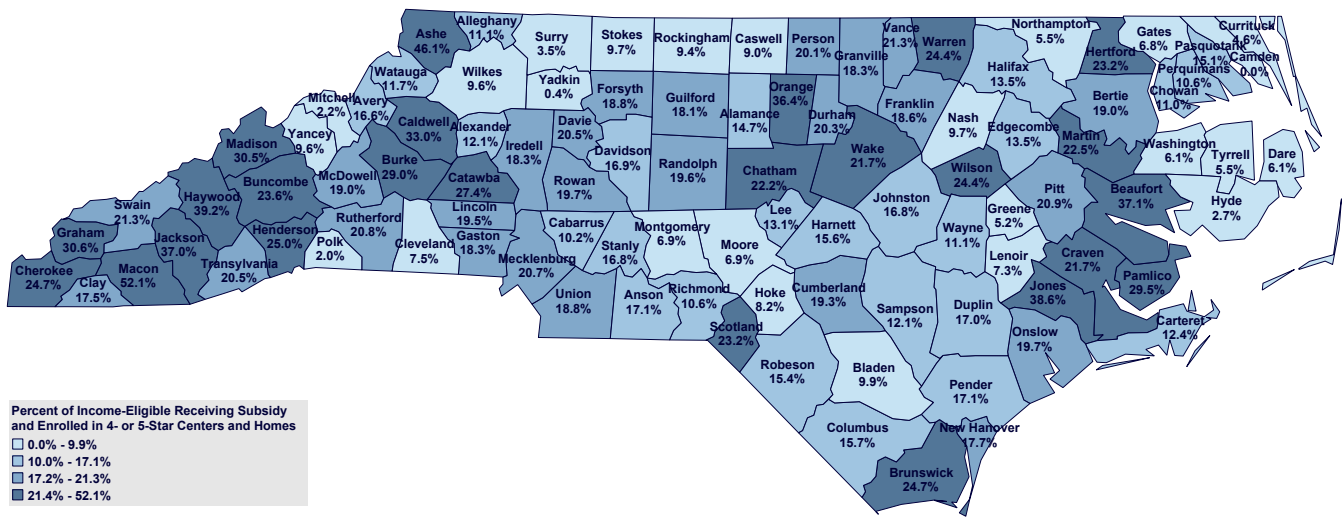 Ashe
46.1%
Alleghany
11.1%
Surry
3.5%
Stokes
9.7%
Rockingham
9.4%
Caswell
9.0%
Person
20.1%
Granville
18.3%
Vance
21.3%
Warren
24.4%
Northampton
5.5%
Halifax
13.5%
Hertford
23.2%
Gates
6.8%
Currituck
4.6%
Pasquotank
15.1%
Camden
0.0%
Perquimans
10.6%
Chowan
11.0%
Bertie
19.0%
Watauga
11.7%
Wilkes
9.6%
Yadkin
0.4%
Forsyth
18.8%
Guilford
18.1%
Alamance
14.7%
Orange
36.4%
Durham
20.3%
Franklin
18.6%
Nash
9.7%
Edgecombe
13.5%
Martin
22.5%
Washington
6.1%
Tyrrell
5.5%
Dare
6.1%
Mitchell
2.2%
Avery
16.6%
Yancey
9.6%
Caldwell
33.0%
Alexander
12.1%
Iredell
18.3%
Davie
20.5%
Davidson
16.9%
Randolph
19.6%
Chatham
22.2%
Wake
21.7%
Wilson
24.4%
Pitt
20.9%
Beaufort
37.1%
Hyde
2.7%
Madison
30.5%
Buncombe
23.6%
McDowell
19.0%
Burke
29.0%
Catawba
27.4%
Rowan
19.7%
Lincoln
19.5%
Johnston
16.8%
Greene
5.2%
Wayne
11.1%
Lenoir
7.3%
Craven
21.7%
Pamlico
29.5%
Jones
38.6%
Haywood
39.2%
Swain
21.3%
Graham
30.6%
Jackson
37.0%
Henderson
25.0%
Transylvania
20.5%
Polk
2.0%
Rutherford
20.8%
Cleveland
7.5%
Gaston
18.3%
Mecklenburg
20.7%
Cabarrus
10.2%
Stanly
16.8%
Montgomery
6.9%
Moore
6.9%
Lee
13.1%
Harnett
15.6%
Cherokee
24.7%
Clay
17.5%
Macon
52.1%
Union
18.8%
Anson
17.1%
Richmond
10.6%
Hoke
8.2%
Cumberland
19.3%
Sampson
12.1%
Duplin
17.0%
Onslow
19.7%
Carteret
12.4%
Scotland
23.2%
Robeson
15.4%
Bladen
9.9%
Pender
17.1%
Columbus
15.7%
New Hanover
17.7%
Brunswick
24.7%
Percent of Income-Eligible Receiving Subsidy
and Enrolled in 4- or 5-Star Centers and Homes
0.0% - 9.9%
10.0% - 17.1%
17.2% - 21.3%
21.4% - 52.1%